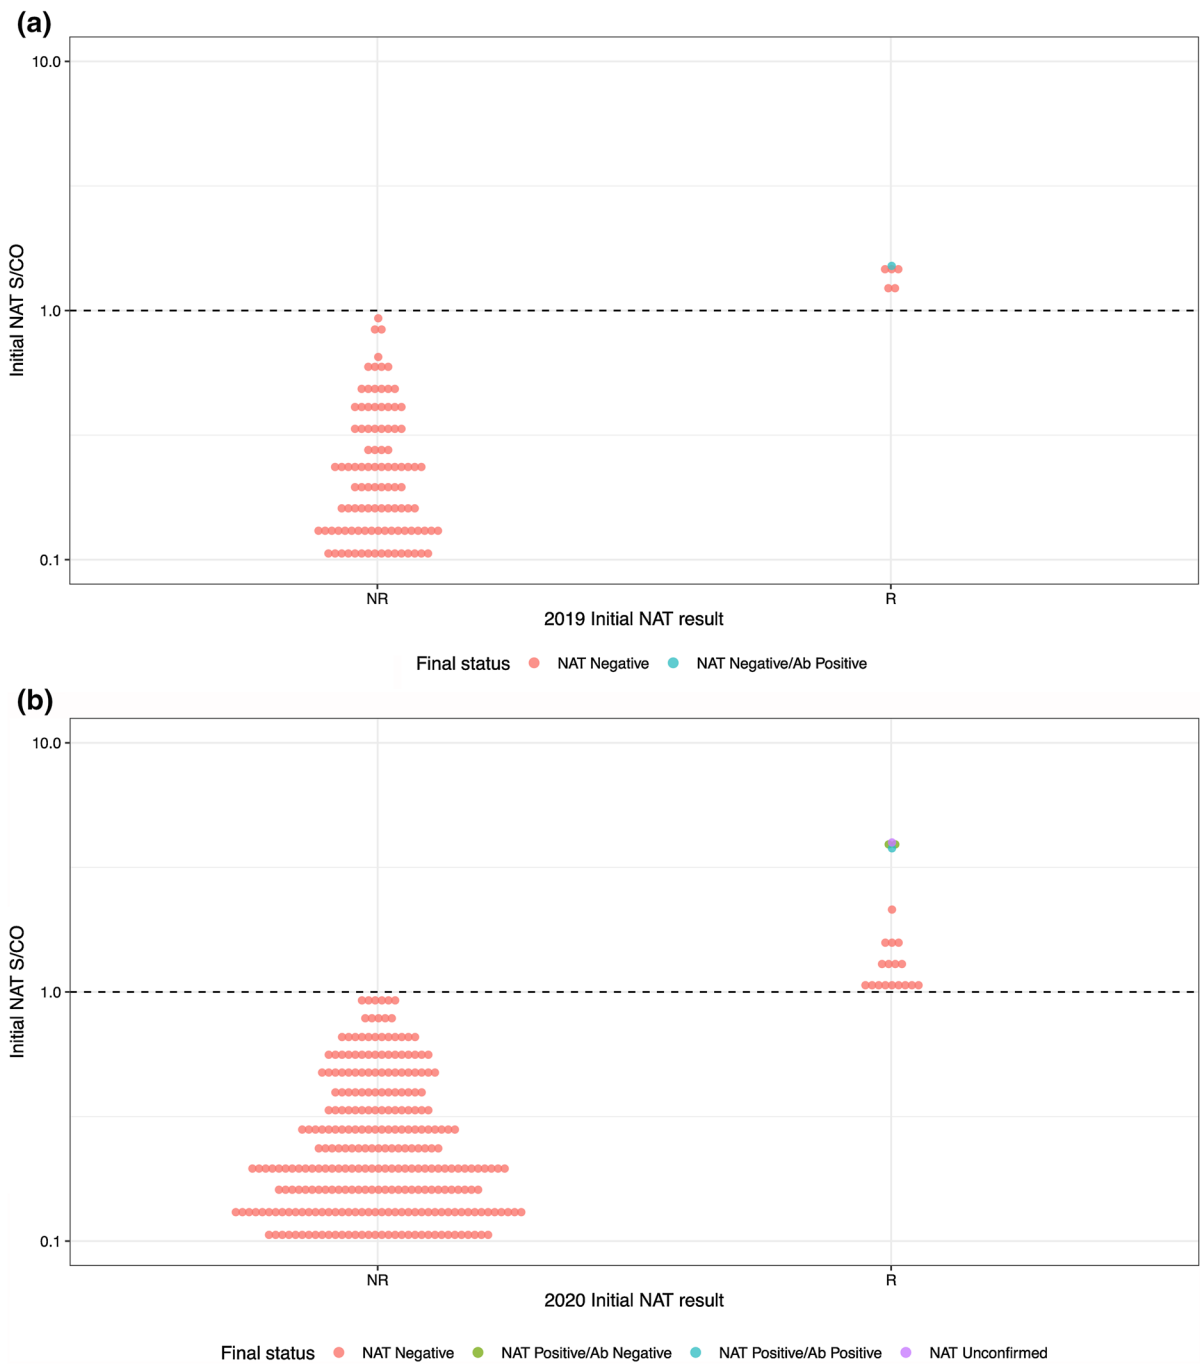 (a)
10.0
1.0
0.1
Initial NAT S/CO
NR
R
2019 Initial NAT result
Final status NAT Negative NAT Negative/Ab Positive
(b)
10.0
1.0
0.1
Initial NAT S/CO
NR
R
2020 Initial NAT result
Final status NAT Negative NAT Positive/Ab Negative NAT Positive/Ab Positive NAT Unconfirmed